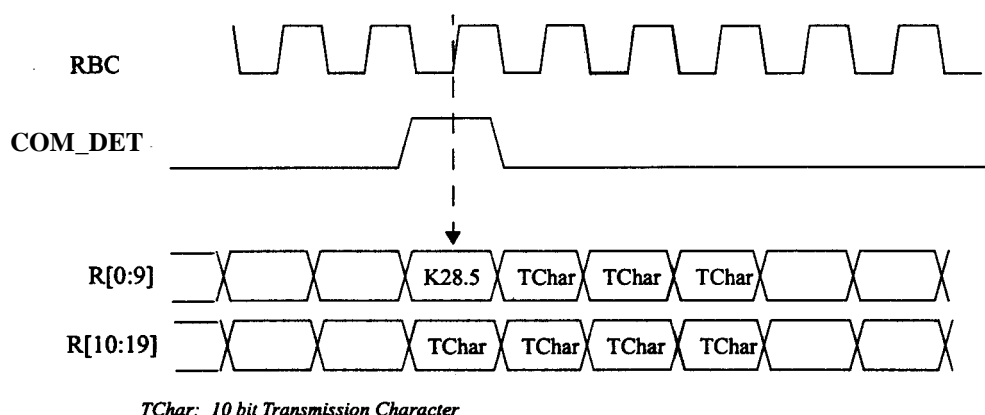 RBC
COM_DET
R[0:9] K28.5 TChar TChar TChar
R[10:19] TChar TChar TChar TChar
TChar: 10 bit Transmission Character